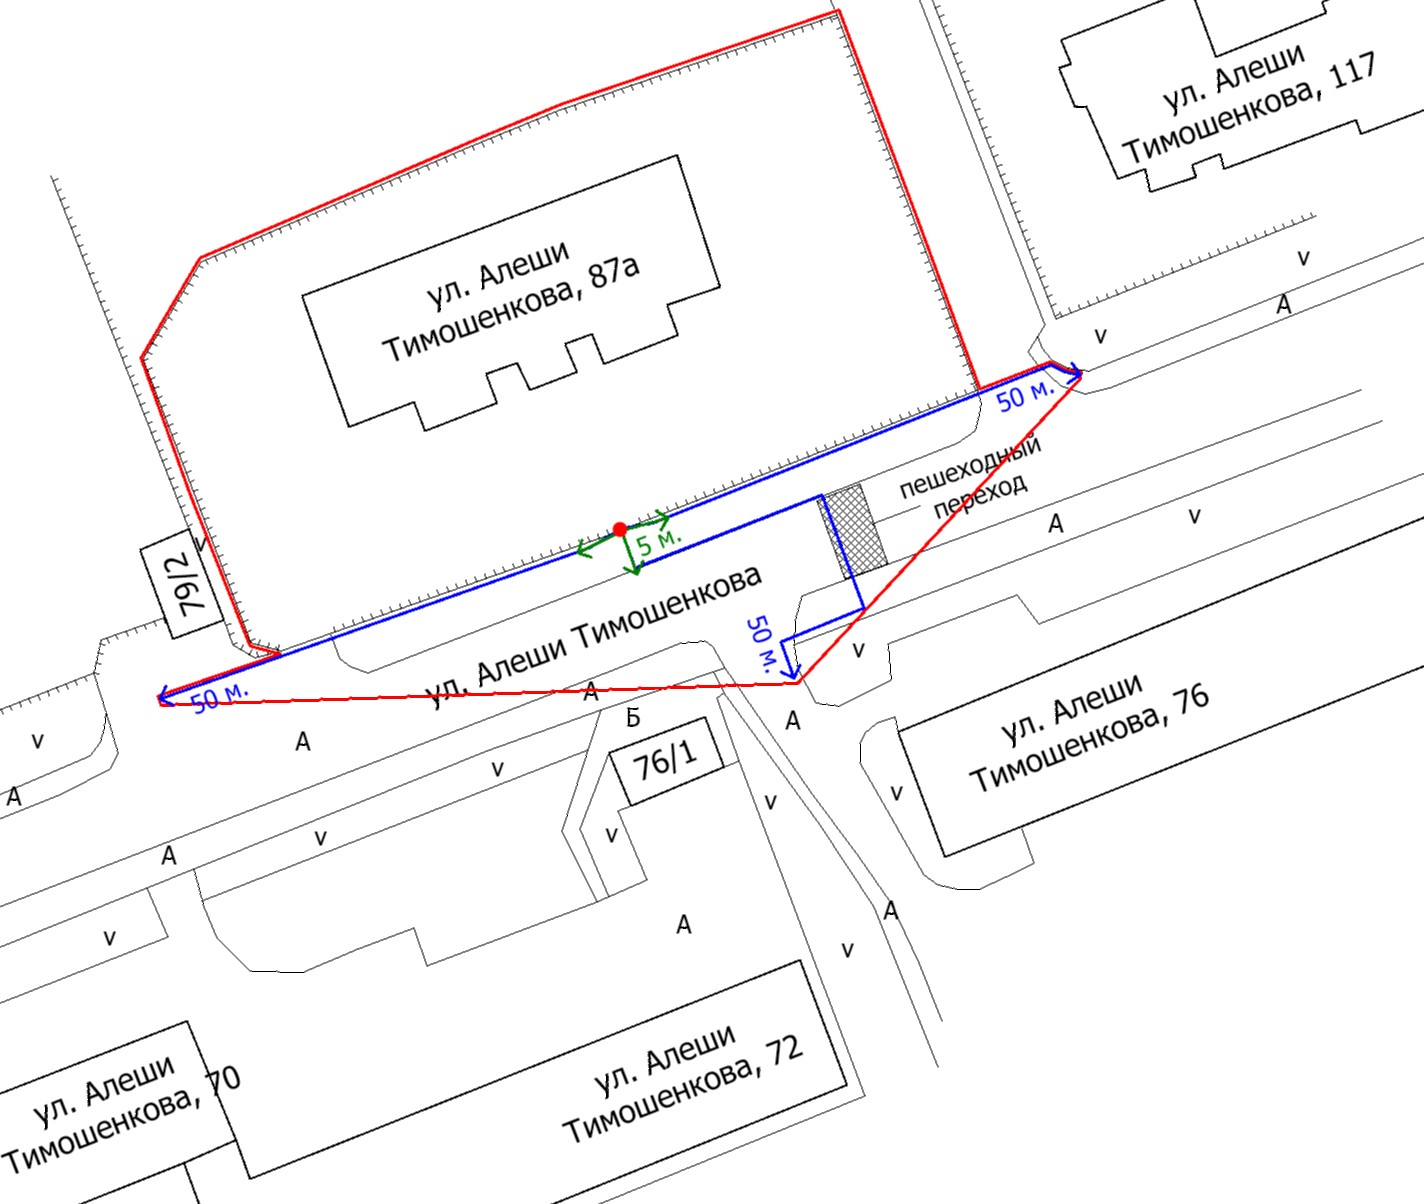 ул. Алеши
Тимошенкова, 117
v
А
v
ул. Алеши
Тимошенкова, 87а
50 м.
пешеходный
переход
А
v
5 м.
v
79/2
ул. Алеши Тимошенкова
50 м.
v
50 м.
А
Б
А
v
А
76/1
ул. Алеши
Тимошенкова, 76
v
А
v
v
v
v
А
А
v
А
v
ул. Алеши
Тимошенкова, 70
ул. Алеши
Тимошенкова, 72